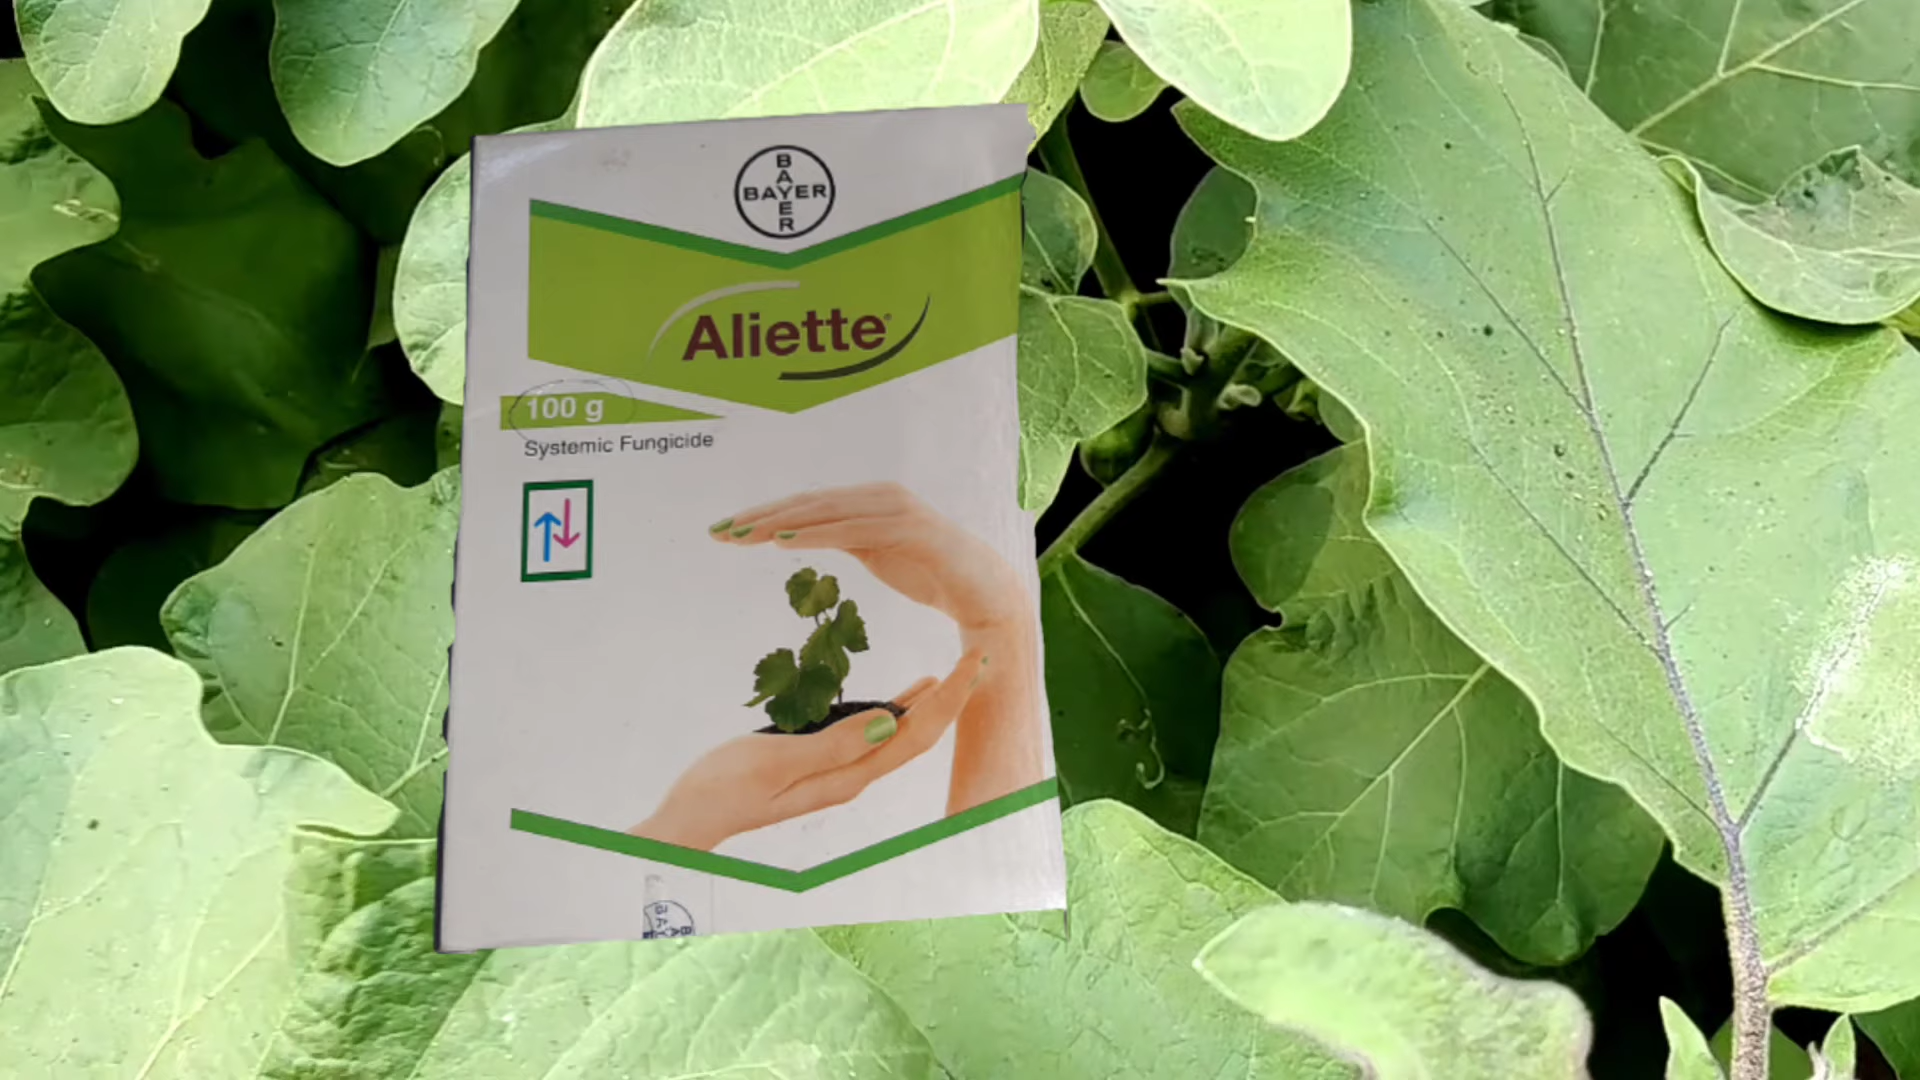 BAYER
BAYER
Aliette®
100 g
Systemic Fungicide